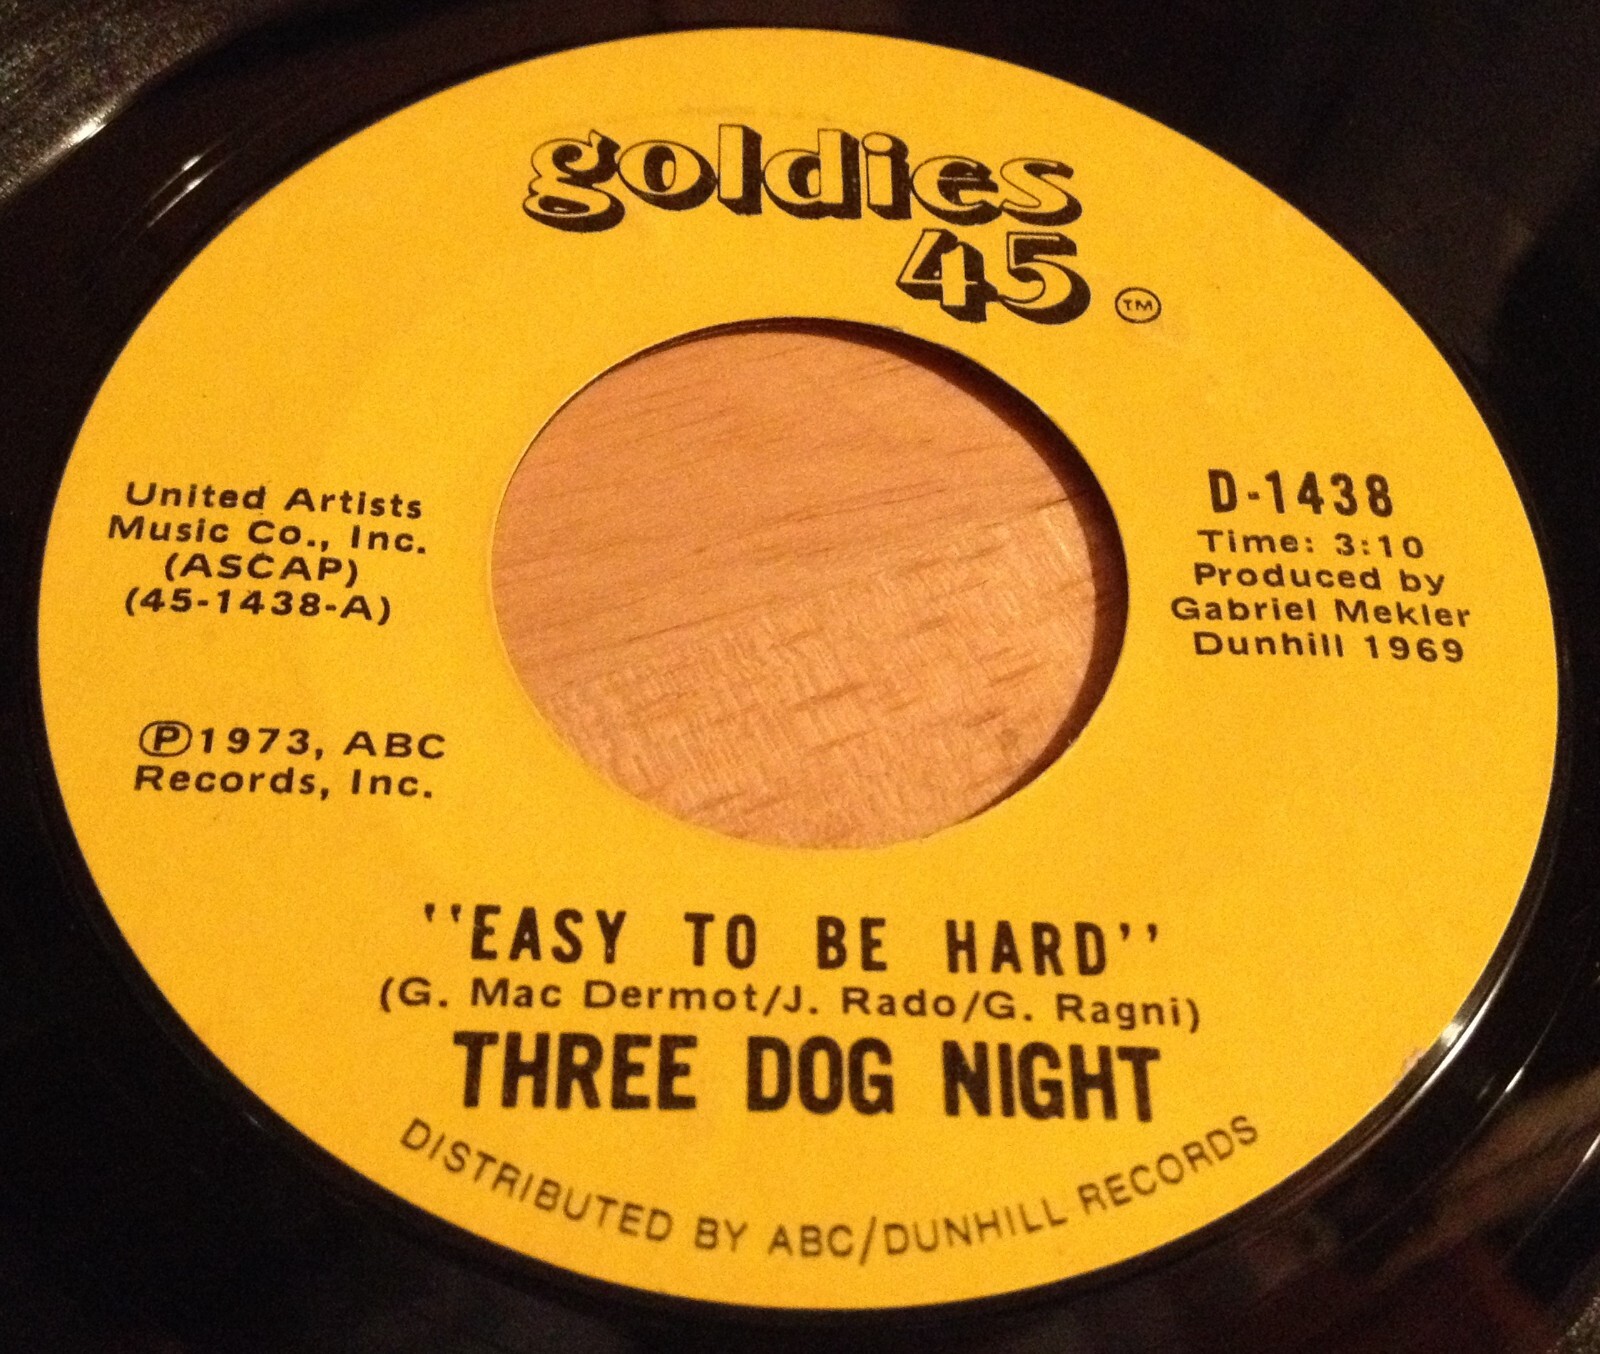 goldies
45 TM
United Artists
Music Co., Inc.
(ASCAP)
(45-1438-A)
Ⓟ1973, ABC
Records, Inc.
D-1438
Time: 3:10
Produced by
Gabriel Mekler
Dunhill 1969
"EASY TO BE HARD"
(G. Mac Dermot/J. Rado/G. Ragni)
THREE DOG NIGHT
DISTRIBUTED BY ABC/DUNHILL RECORDS